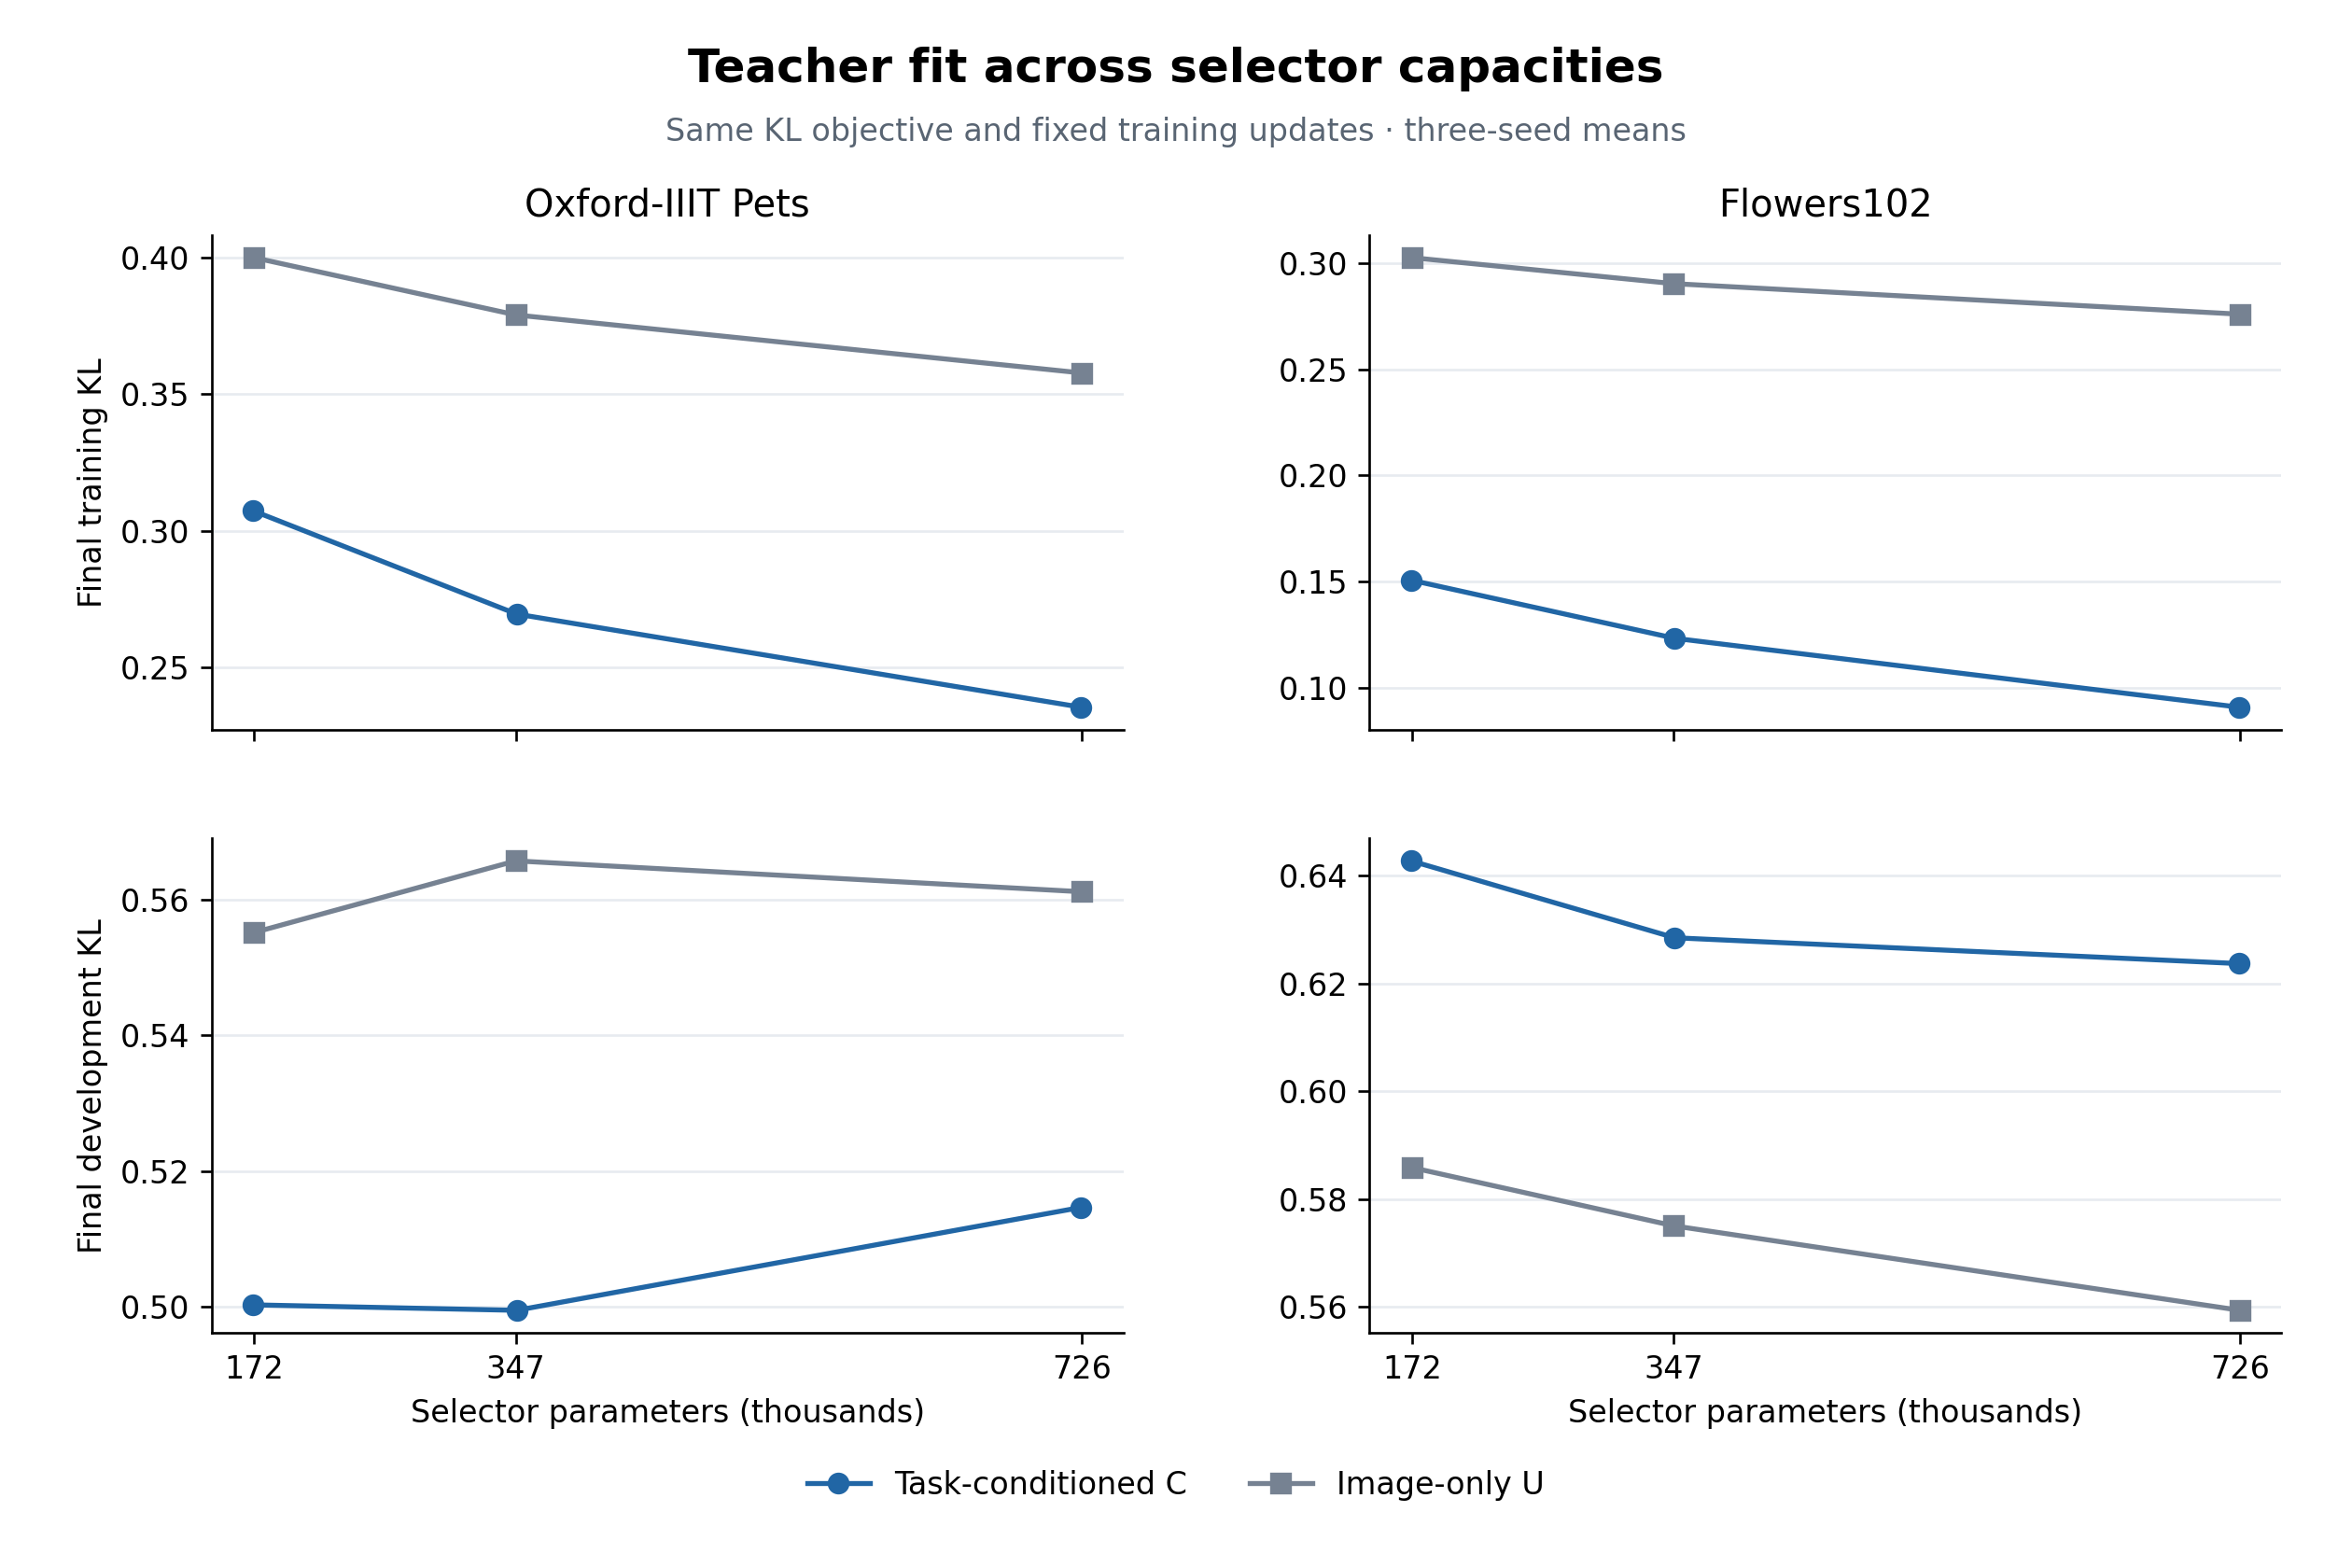 Teacher fit across selector capacities
Same KL objective and fixed training updates · three-seed means
Oxford-IIIT Pets
Final training KL
0.40
0.35
0.30
0.25
Flowers102
0.30
0.25
0.20
0.15
0.10
Final development KL
0.56
0.54
0.52
0.50
172 347 726
Selector parameters (thousands)
0.64
0.62
0.60
0.58
0.56
172 347 726
Selector parameters (thousands)
Task-conditioned C
Image-only U